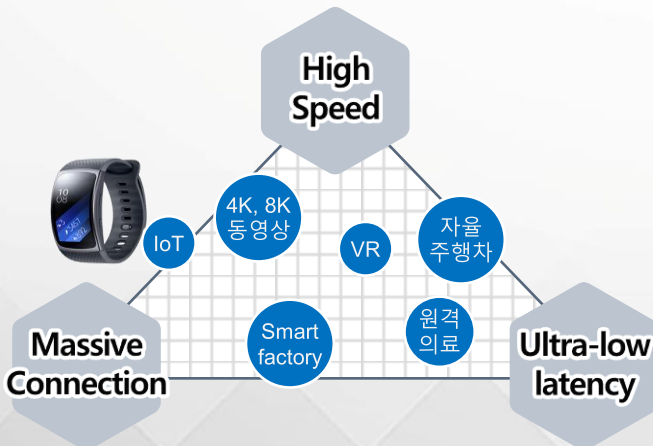 High
Speed
4K, 8K
동영상
IoT
VR
자율
주행차
Smart
factory
원격
의료
Massive
Connection
Ultra-low
latency